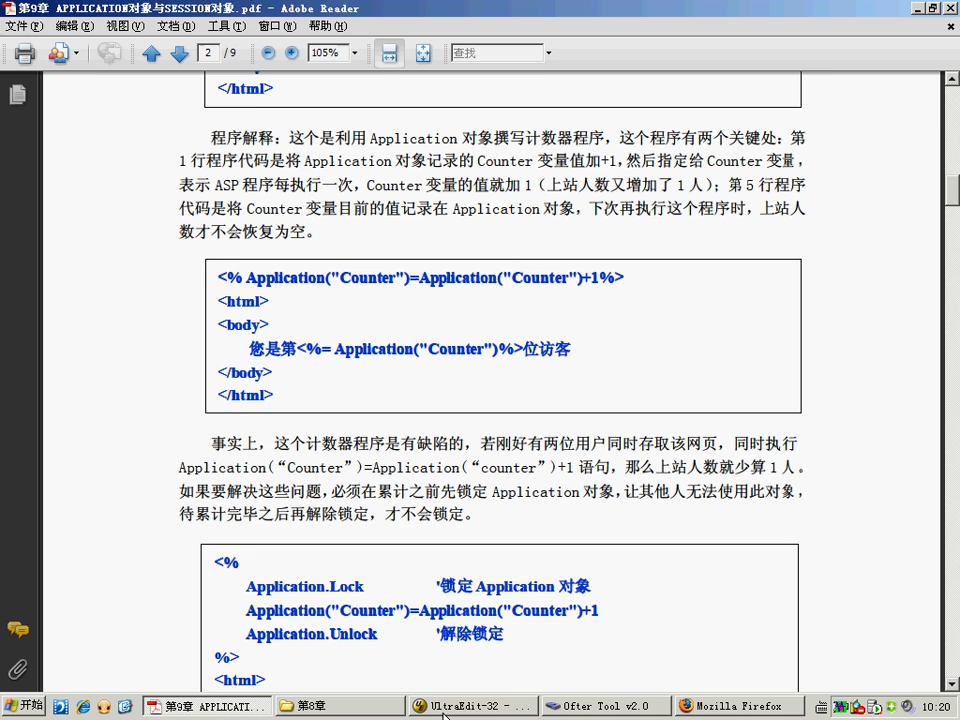 第9章 APPLICATION对象与SESSION对象.pdf - Adobe Reader
文件(F) 编辑(E) 视图(V) 文档(D) 工具(T) 窗口(W) 帮助(H)
2 / 9 105% 查找
</html>
程序解释：这个是利用 Application 对象撰写计数器程序，这个程序有两个关键处：第
1 行程序代码是将 Application 对象记录的 Counter 变量值加+1，然后指定给 Counter 变量，
表示 ASP 程序每执行一次，Counter 变量的值就加 1（上站人数又增加了 1 人）；第 5 行程序
代码是将 Counter 变量目前的值记录在 Application 对象，下次再执行这个程序时，上站人
数才不会恢复为空。
<% Application("Counter")=Application("Counter")+1%>
<html>
<body>
您是第<%= Application("Counter")%>位访客
</body>
</html>
事实上，这个计数器程序是有缺陷的，若刚好有两位用户同时存取该网页，同时执行
Application(“Counter”)=Application(“counter”)+1 语句，那么上站人数就少算 1 人。
如果要解决这些问题，必须在累计之前先锁定 Application 对象，让其他人无法使用此对象，
待累计完毕之后再解除锁定，才不会锁定。
<%
Application.Lock '锁定 Application 对象
Application("Counter")=Application("Counter")+1
Application.Unlock '解除锁定
%>
<html>
开始 第9章 APPLICATI... 第8章 UltraEdit-32 - ... Ofter Tool v2.0 Mozilla Firefox 10:20